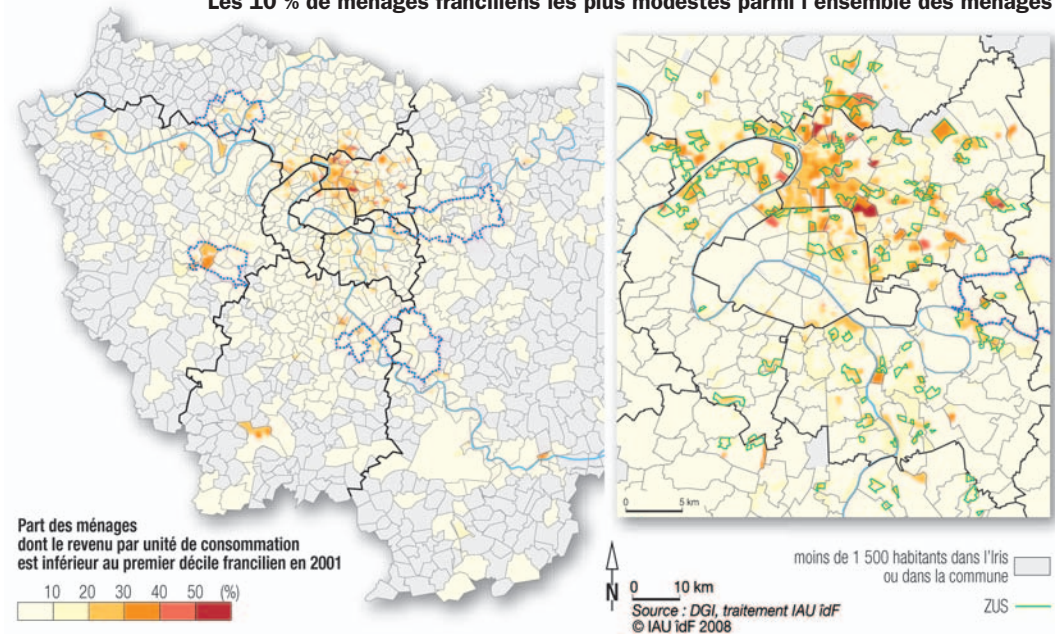 Les 10 % de ménages franciliens les plus modestes parmi l'ensemble des ménages
0 5 km
Part des ménages
dont le revenu par unité de consommation
est inférieur au premier décile francilien en 2001
10 20 30 40 50 (%)
N
0 10 km
Source : DGI, traitement IAU îdF
© IAU îdF 2008
moins de 1 500 habitants dans l'Iris
ou dans la commune
ZUS